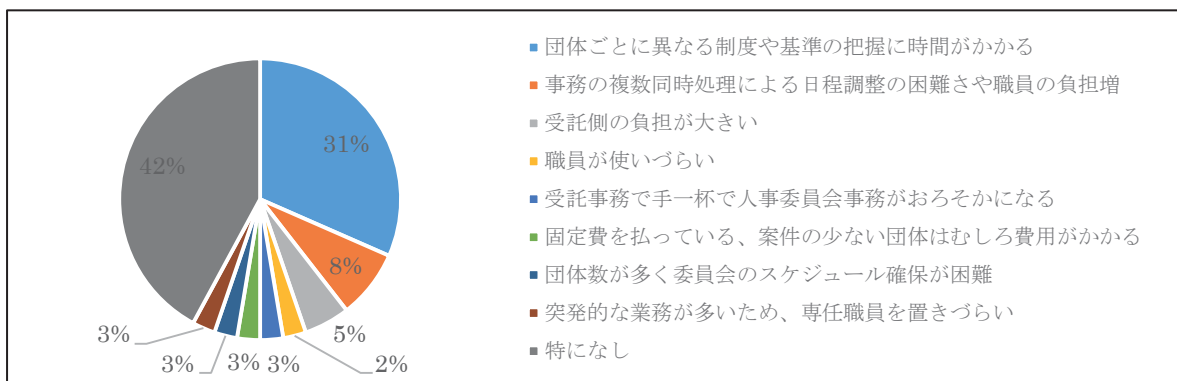 団体ごとに異なる制度や基準の把握に時間がかかる
事務の複数同時処理による日程調整の困難さや職員の負担増
受託側の負担が大きい
職員が使いづらい
受託事務で手一杯で人事委員会事務がおろそかになる
固定費を払っている、案件の少ない団体はむしろ費用がかかる
団体数が多く委員会のスケジュール確保が困難
突発的な業務が多いため、専任職員を置きづらい
特になし
31%
8%
5%
2%
3%
3%
3%
3%
42%